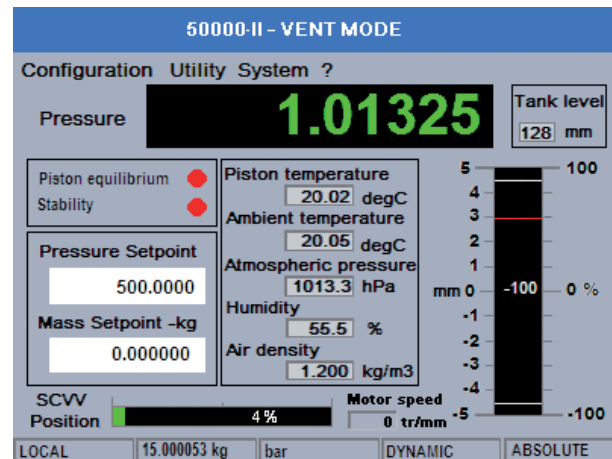 50000-II – VENT MODE
Configuration Utility System ?
Pressure 1.01325
Tank level
128 mm
Piston equilibrium
Stability
Pressure Setpoint
500.0000
Mass Setpoint -kg
0.000000
Piston temperature
20.02 degC
Ambient temperature
20.05 degC
Atmospheric pressure
1013.3 hPa
Humidity
55.5 %
Air density
1.200 kg/m3
5 100
4
3
2
1
mm 0 -100 0 %
-1
-2
-3
-4
-5 -100
SCVV
Position 4 %
Motor speed
0 tr/mm
LOCAL 15.000053 kg bar DYNAMIC ABSOLUTE